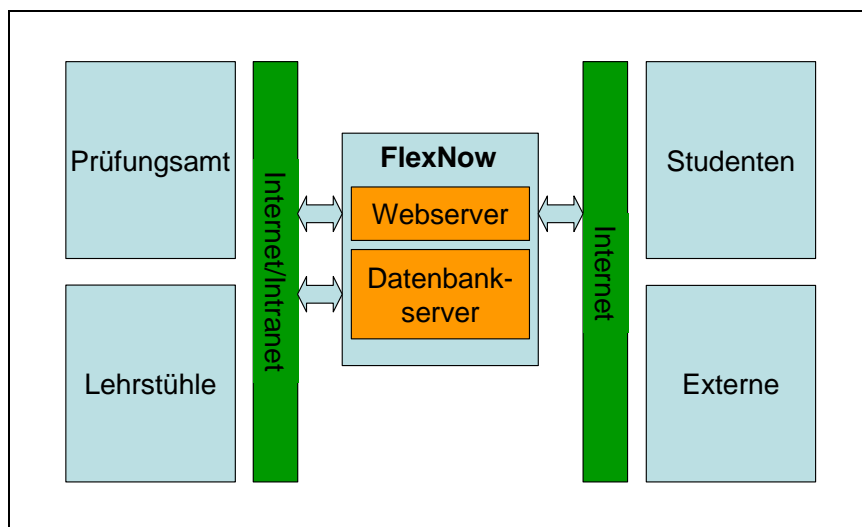 Prüfungsamt
Lehrstühle
Internet/Intranet
FlexNow
Webserver
Datenbank-
server
Internet
Studenten
Externe